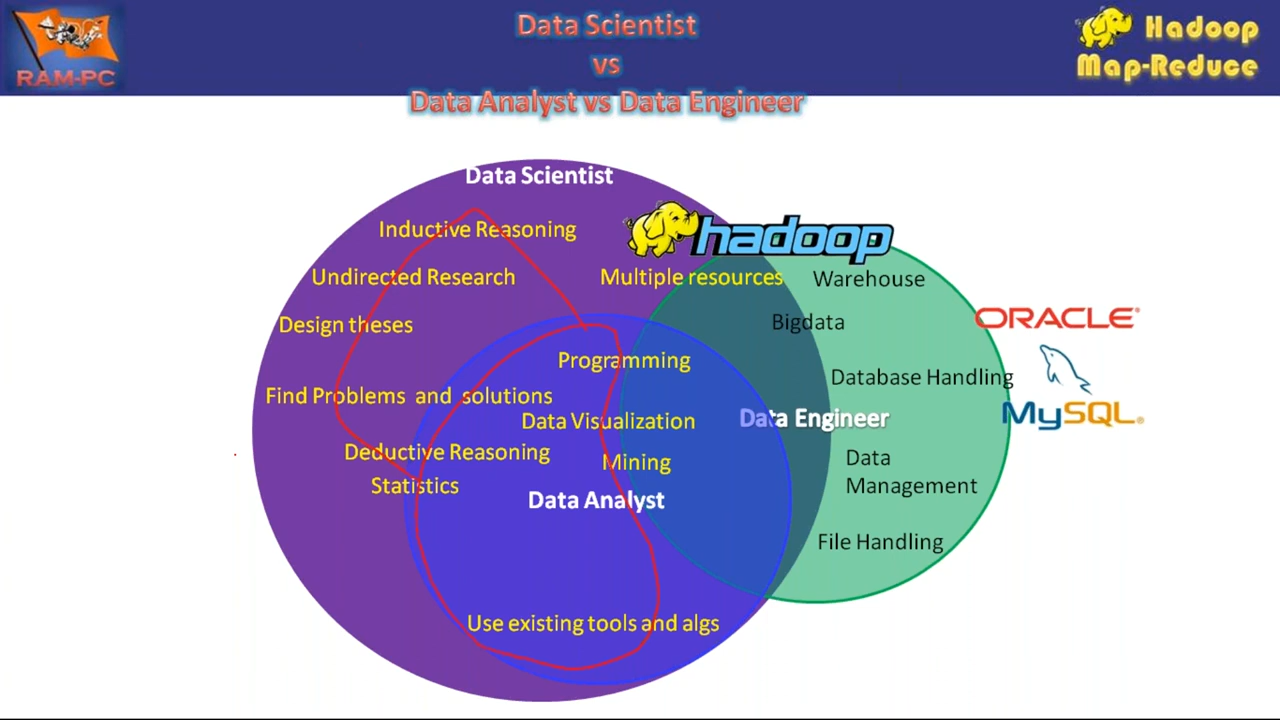 RAM-PC
Data Scientist
vs
Data Analyst vs Data Engineer
Hadoop
Map-Reduce
Data Scientist
Inductive Reasoning
hadoop
Undirected Research
Multiple resources
Warehouse
Design theses
Bigdata
ORACLE®
Programming
Database Handling
Find Problems and solutions
MySQL®
Data Visualization
Data Engineer
Deductive Reasoning
Mining
Data
Management
Statistics
Data Analyst
File Handling
Use existing tools and algs